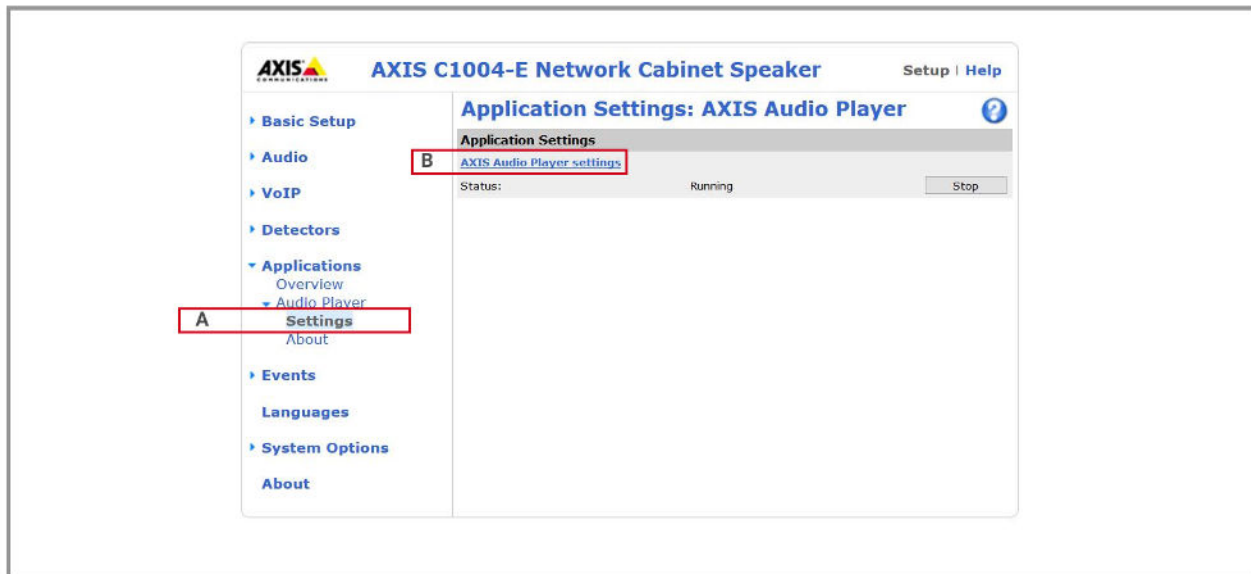 AXIS
COMMUNICATIONS
AXIS C1004-E Network Cabinet Speaker
Setup | Help
Basic Setup
Audio
VoIP
Detectors
Applications
Overview
Audio Player
A
Settings
About
Events
Languages
System Options
About
Application Settings: AXIS Audio Player
?
Application Settings
B
AXIS Audio Player settings
Status: Running Stop